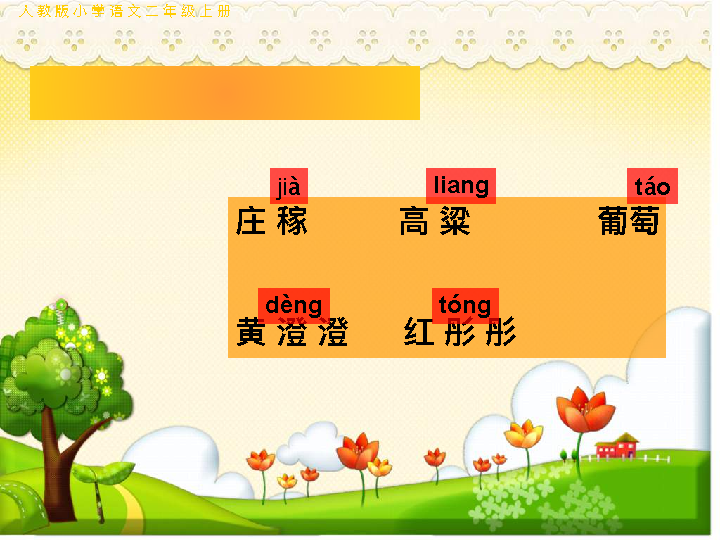 人教版小学语文二年级上册
jià liang táo
庄 稼 高 粱 葡萄
dèng tóng
黄 澄 澄 红 彤 彤